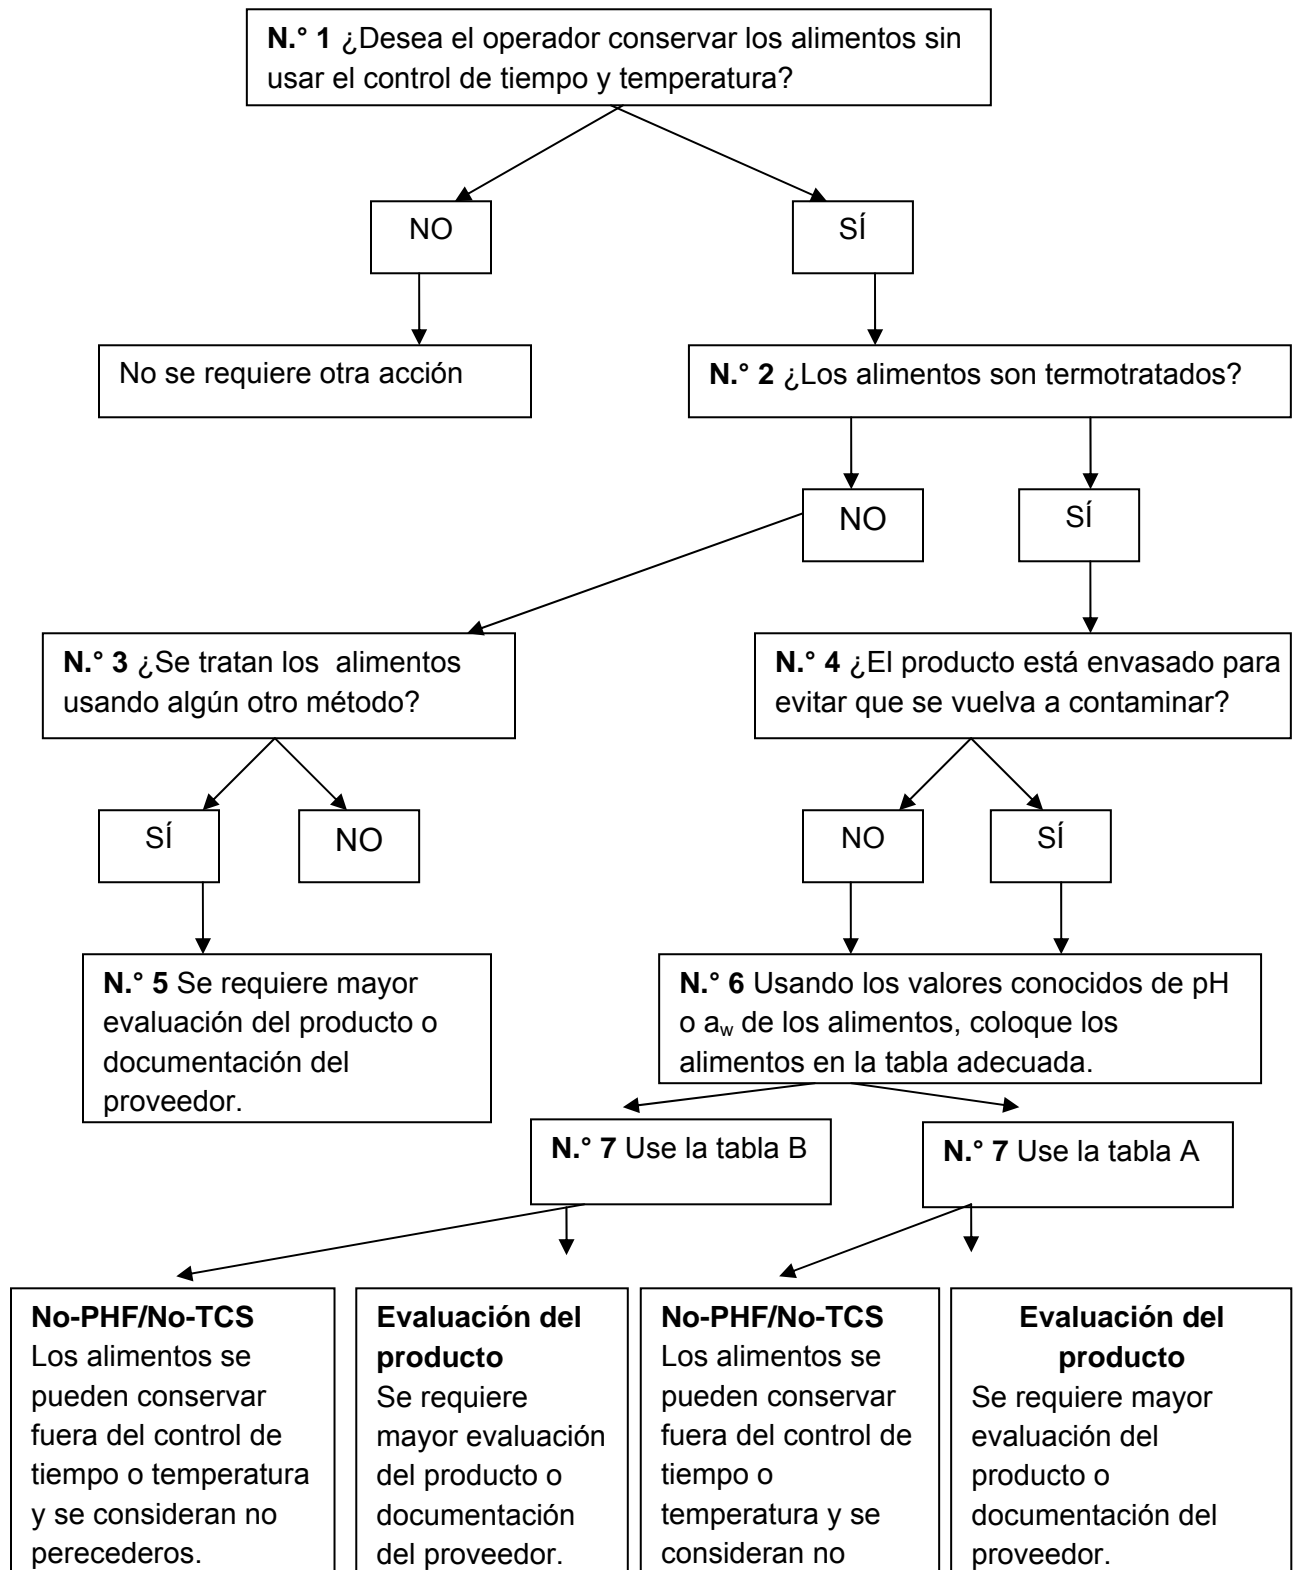 N.° 1 ¿Desea el operador conservar los alimentos sin
usar el control de tiempo y temperatura?
NO
SÍ
No se requiere otra acción
N.° 2 ¿Los alimentos son termotratados?
NO
SÍ
N.° 3 ¿Se tratan los alimentos
usando algún otro método?
N.° 4 ¿El producto está envasado para
evitar que se vuelva a contaminar?
SÍ
NO
NO
SÍ
N.° 5 Se requiere mayor
evaluación del producto o
documentación del
proveedor.
N.° 6 Usando los valores conocidos de pH
o aw de los alimentos, coloque los
alimentos en la tabla adecuada.
N.° 7 Use la tabla B
N.° 7 Use la tabla A
No-PHF/No-TCS
Los alimentos se
pueden conservar
fuera del control de
tiempo o temperatura
y se consideran no
perecederos.
Evaluación del
producto
Se requiere
mayor evaluación
del producto o
documentación
del proveedor.
No-PHF/No-TCS
Los alimentos se
pueden conservar
fuera del control de
tiempo o
temperatura y se
consideran no
Evaluación del
producto
Se requiere mayor
evaluación del
producto o
documentación del
proveedor.